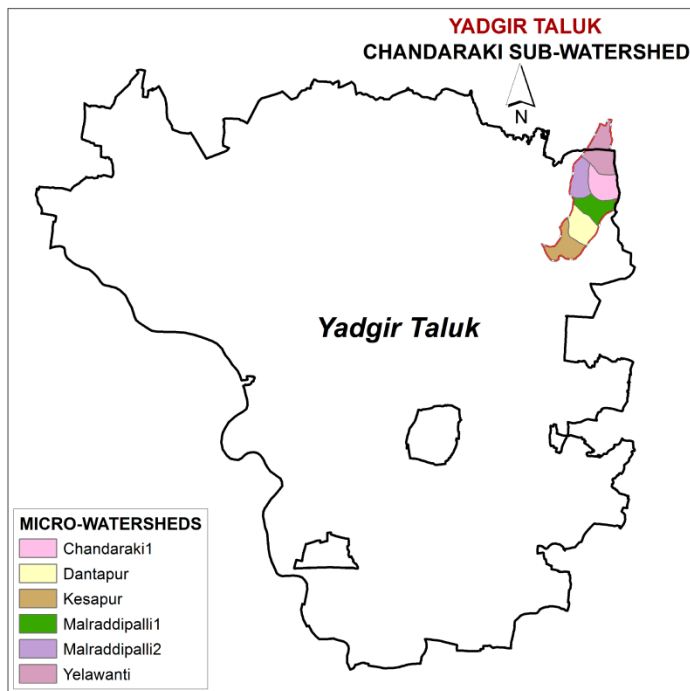 YADGIR TALUK
CHANDARAKI SUB-WATERSHED
N
Yadgir Taluk
MICRO-WATERSHEDS
Chandaraki1
Dantapur
Kesapur
Malraddipalli1
Malraddipalli2
Yelawanti